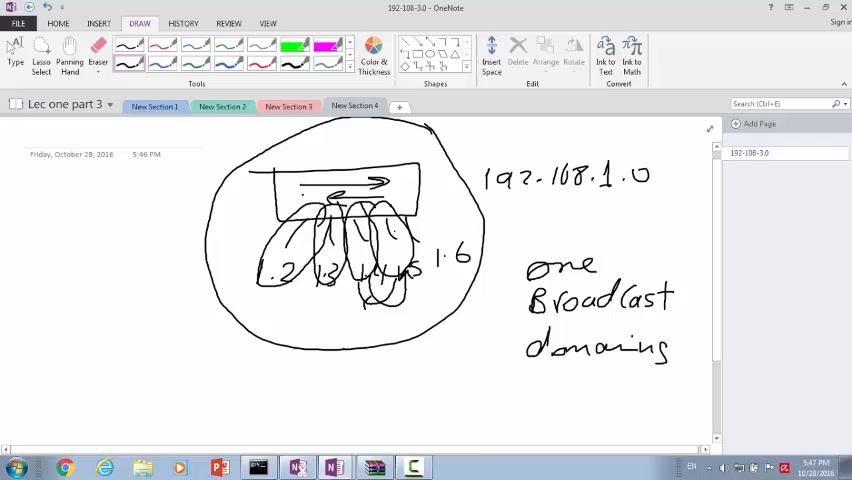 192-108-3.0 - OneNote
FILE HOME INSERT DRAW HISTORY REVIEW VIEW
Sign in
Type
Lasso Select
Panning Hand
Eraser
Color & Thickness
Insert Space
Delete
Arrange
Rotate
Ink to Text
Ink to Math
Tools
Shapes
Edit
Convert
Lec one part 3
New Section 1
New Section 2
New Section 3
New Section 4
Search (Ctrl+E)
Add Page
192-108-3.0
Friday, October 28, 2016 5:46 PM
192.168.1.0
1.2
1.3
1.6
one
Broadcast
domaining
EN
5:47 PM
10/28/2016